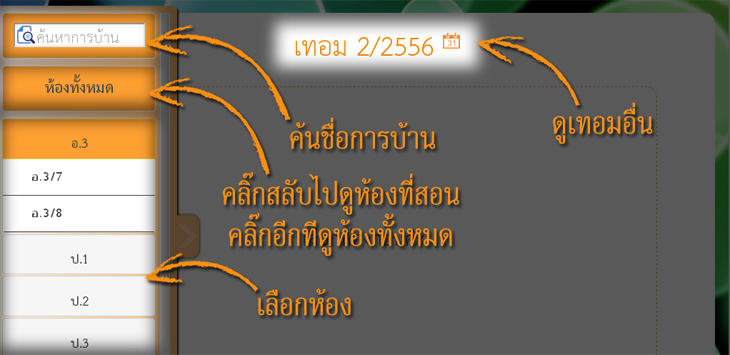 ค้นหาการบ้าน
เทอม 2/2556
31
ห้องทั้งหมด
ดูเทอมอื่น
ค้นชื่อการบ้าน
อ.3
อ.3/7
คลิ๊กสลับไปดูห้องที่สอน
อ.3/8
คลิ๊กอีกทีดูห้องทั้งหมด
ป.1
ป.2
เลือกห้อง
ป.3